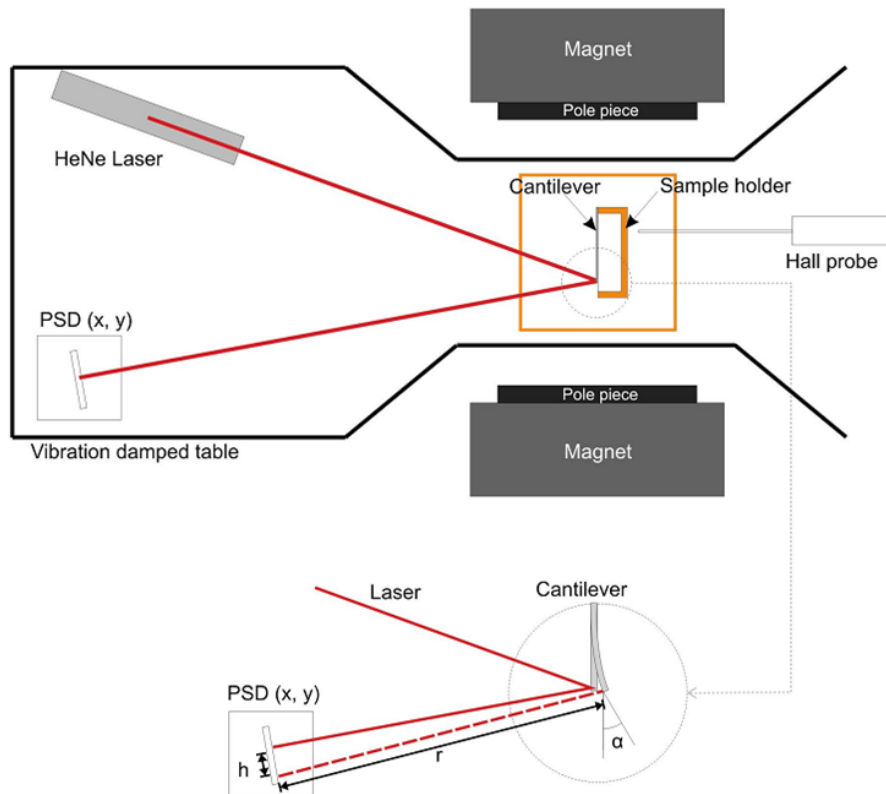 Magnet
Pole piece
HeNe Laser
Cantilever
Sample holder
Hall probe
PSD (x, y)
Pole piece
Vibration damped table
Magnet
Laser
Cantilever
PSD (x, y)
α
r
h